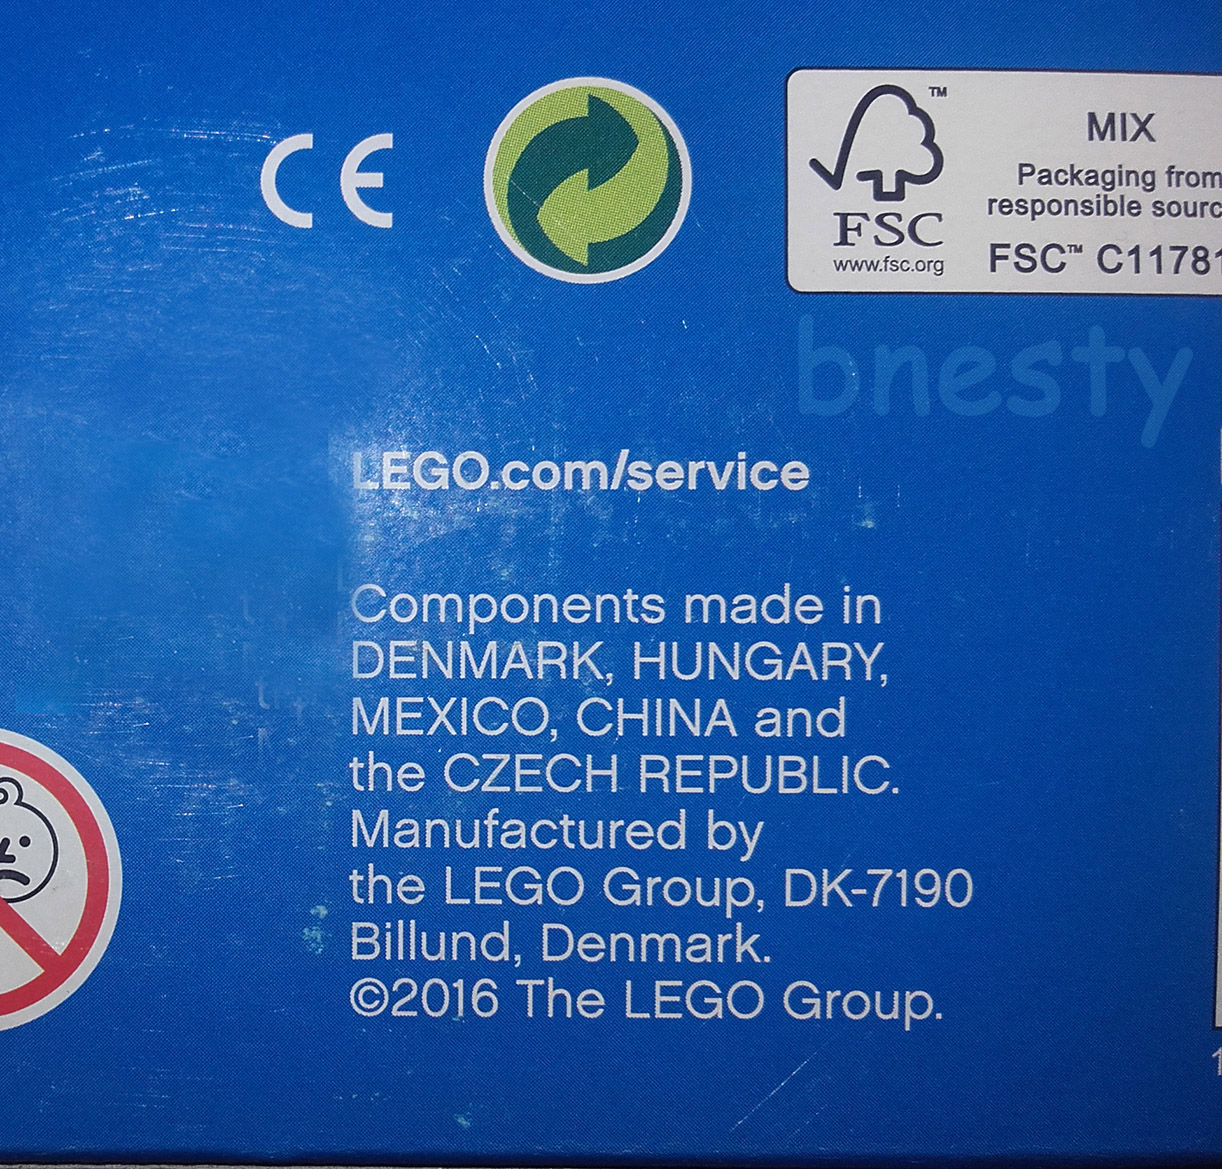 CE
™
MIX
Packaging from
responsible sourc
FSC
www.fsc.org
FSC™ C11781
bnesty
LEGO.com/service
Components made in
DENMARK, HUNGARY,
MEXICO, CHINA and
the CZECH REPUBLIC.
Manufactured by
the LEGO Group, DK-7190
Billund, Denmark.
©2016 The LEGO Group.